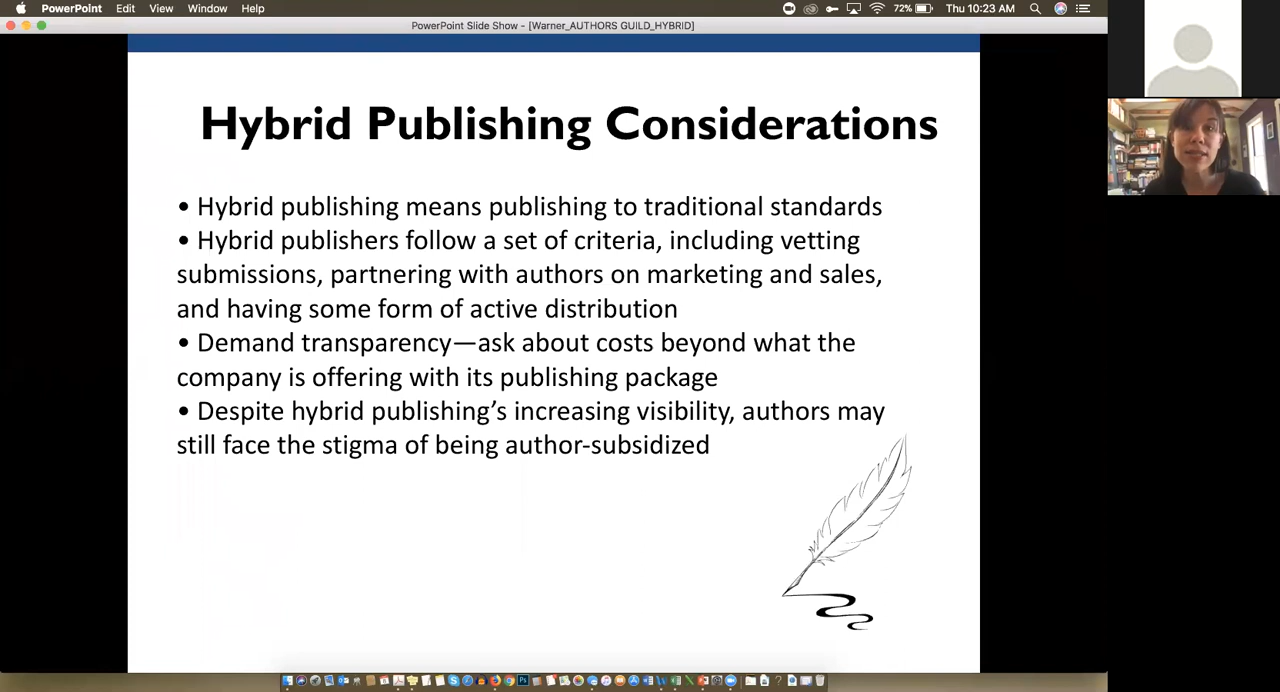 PowerPoint Edit View Window Help 72% Thu 10:23 AM
PowerPoint Slide Show - [Warner_AUTHORS GUILD_HYBRID]
Hybrid Publishing Considerations
• Hybrid publishing means publishing to traditional standards
• Hybrid publishers follow a set of criteria, including vetting
submissions, partnering with authors on marketing and sales,
and having some form of active distribution
• Demand transparency—ask about costs beyond what the
company is offering with its publishing package
• Despite hybrid publishing’s increasing visibility, authors may
still face the stigma of being author-subsidized